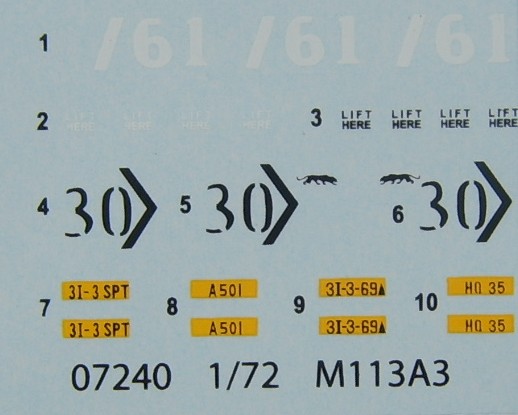 1 /61 /61 /61
2 LIFT HERE LIFT HERE LIFT HERE LIFT HERE
3 LIFT HERE LIFT HERE LIFT HERE LIFT HERE
4 30 5 30 6 30
7 3I-3 SPT 8 A501 9 3I-3-69▲ 10 HQ 35
3I-3 SPT A501 3I-3-69▲ HQ 35
07240 1/72 M113A3